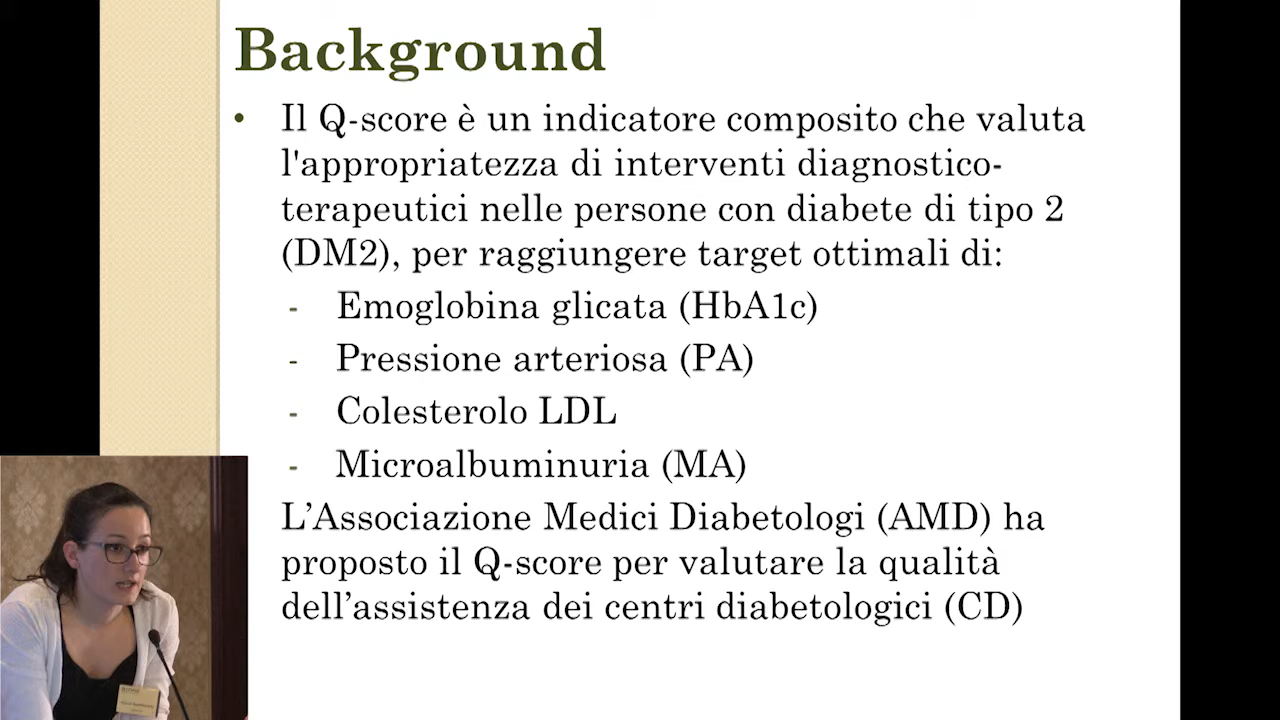 Background
• Il Q-score è un indicatore composito che valuta
l'appropriatezza di interventi diagnostico-
terapeutici nelle persone con diabete di tipo 2
(DM2), per raggiungere target ottimali di:
- Emoglobina glicata (HbA1c)
- Pressione arteriosa (PA)
- Colesterolo LDL
- Microalbuminuria (MA)
L’Associazione Medici Diabetologi (AMD) ha
proposto il Q-score per valutare la qualità
dell’assistenza dei centri diabetologici (CD)